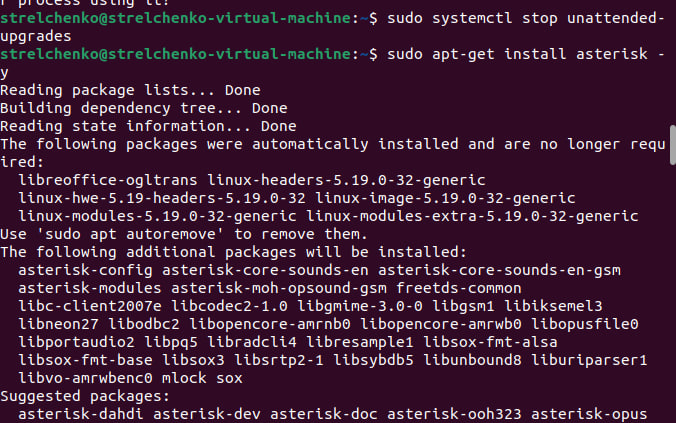 r process using it?
strelchenko@strelchenko-virtual-machine:~$ sudo systemctl stop unattended-
upgrades
strelchenko@strelchenko-virtual-machine:~$ sudo apt-get install asterisk -
y
Reading package lists... Done
Building dependency tree... Done
Reading state information... Done
The following packages were automatically installed and are no longer requ
ired:
  libreoffice-ogltrans linux-headers-5.19.0-32-generic
  linux-hwe-5.19-headers-5.19.0-32 linux-image-5.19.0-32-generic
  linux-modules-5.19.0-32-generic linux-modules-extra-5.19.0-32-generic
Use 'sudo apt autoremove' to remove them.
The following additional packages will be installed:
  asterisk-config asterisk-core-sounds-en asterisk-core-sounds-en-gsm
  asterisk-modules asterisk-moh-opsound-gsm freetds-common
  libc-client2007e libcodec2-1.0 libgmime-3.0-0 libgsm1 libiksemel3
  libneon27 libodbc2 libopencore-amrnb0 libopencore-amrwb0 libopusfile0
  libportaudio2 libpq5 libradcli4 libresample1 libsox-fmt-alsa
  libsox-fmt-base libsox3 libsrtp2-1 libsybdb5 libunbound8 liburiparser1
  libvo-amrwbenc0 mlock sox
Suggested packages:
  asterisk-dahdi asterisk-dev asterisk-doc asterisk-ooh323 asterisk-opus